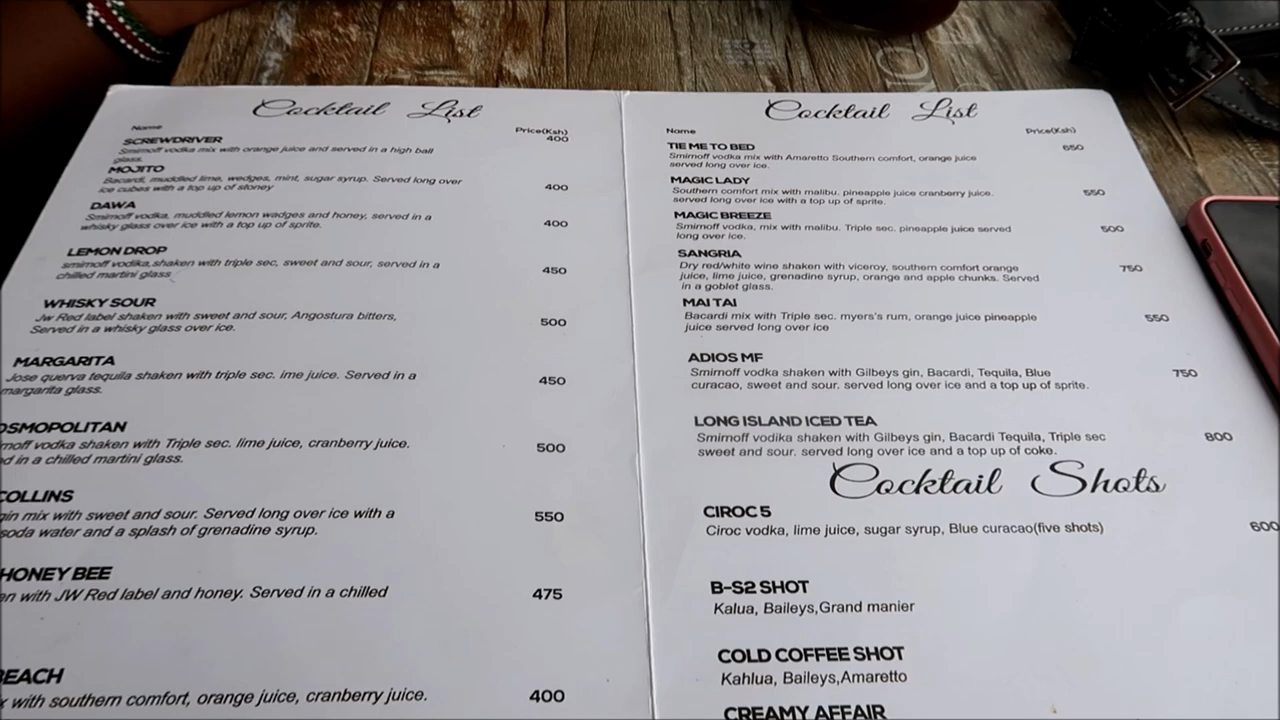 Cocktail List
Name
Price(Ksh)
SCREWDRIVER
400
Smirnoff vodka mix with orange juice and served in a high ball
glass.
MOJITO
Bacardi, muddled lime, wedges, mint, sugar syrup. Served long over
ice cubes with a top up of stoney
400
DAWA
Smirnoff vodka, muddled lemon wadges and honey, served in a
whisky glass over ice with a top up of sprite.
400
LEMON DROP
smirnoff vodika,shaken with triple sec, sweet and sour, served in a
chilled martini glass
450
WHISKY SOUR
Jw Red label shaken with sweet and sour, Angostura bitters,
Served in a whisky glass over ice.
500
MARGARITA
Jose querva tequila shaken with triple sec. ime juice. Served in a
margarita glass.
450
OSMOPOLITAN
rnoff vodka shaken with Triple sec. lime juice, cranberry juice.
d in a chilled martini glass.
500
COLLINS
gin mix with sweet and sour. Served long over ice with a
soda water and a splash of grenadine syrup.
550
HONEY BEE
en with JW Red label and honey. Served in a chilled
475
BEACH
x with southern comfort, orange juice, cranberry juice.
400
Cocktail List
Name
Price(Ksh)
TIE ME TO BED
650
Smirnoff vodka mix with Amaretto Southern comfort, orange juice
served long over ice.
MAGIC LADY
Southern comfort mix with malibu. pineapple juice cranberry juice.
served long over ice with a top up of sprite.
550
MAGIC BREEZE
Smirnoff vodka, mix with malibu. Triple sec. pineapple juice served
long over ice.
500
SANGRIA
Dry red/white wine shaken with viceroy, southern comfort orange
juice, lime juice, grenadine syrup, orange and apple chunks. Served
in a goblet glass.
750
MAI TAI
Bacardi mix with Triple sec. myers's rum, orange juice pineapple
juice served long over ice
550
ADIOS MF
Smirnoff vodka shaken with Gilbeys gin, Bacardi, Tequila, Blue
curacao, sweet and sour. served long over ice and a top up of sprite.
750
LONG ISLAND ICED TEA
Smirnoff vodika shaken with Gilbeys gin, Bacardi Tequila, Triple sec
sweet and sour. served long over ice and a top up of coke.
800
Cocktail Shots
CIROC 5
Ciroc vodka, lime juice, sugar syrup, Blue curacao(five shots)
600
B-S2 SHOT
Kalua, Baileys,Grand manier
COLD COFFEE SHOT
Kahlua, Baileys,Amaretto
CREAMY AFFAIR